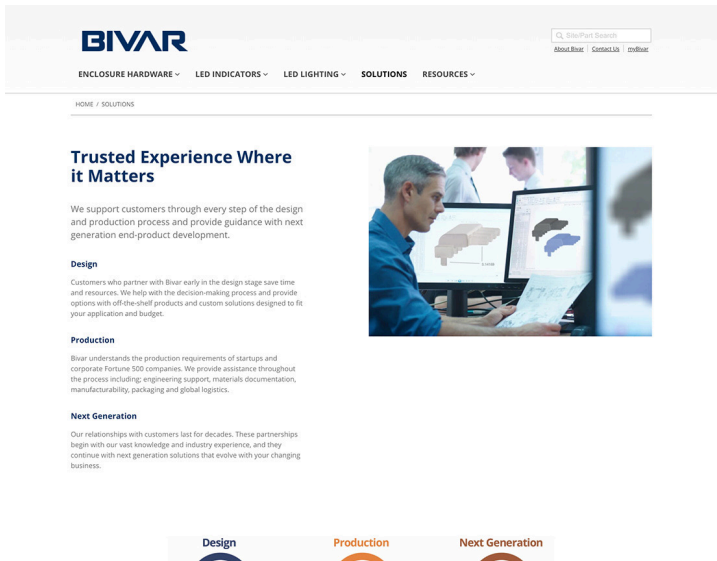 BIVAR
Site/Part Search
About Bivar Contact Us myBivar
ENCLOSURE HARDWARE LED INDICATORS LED LIGHTING SOLUTIONS RESOURCES
HOME / SOLUTIONS
Trusted Experience Where
it Matters
We support customers through every step of the design
and production process and provide guidance with next
generation end-product development.
Design
Customers who partner with Bivar early in the design stage save time
and resources. We help with the decision-making process and provide
options with off-the-shelf products and custom solutions designed to fit
your application and budget.
Production
Bivar understands the production requirements of startups and
corporate Fortune 500 companies. We provide assistance throughout
the process including; engineering support, materials documentation,
manufacturability, packaging and global logistics.
Next Generation
Our relationships with customers last for decades. These partnerships
begin with our vast knowledge and industry experience, and they
continue with next generation solutions that evolve with your changing
business.
Design Production Next Generation